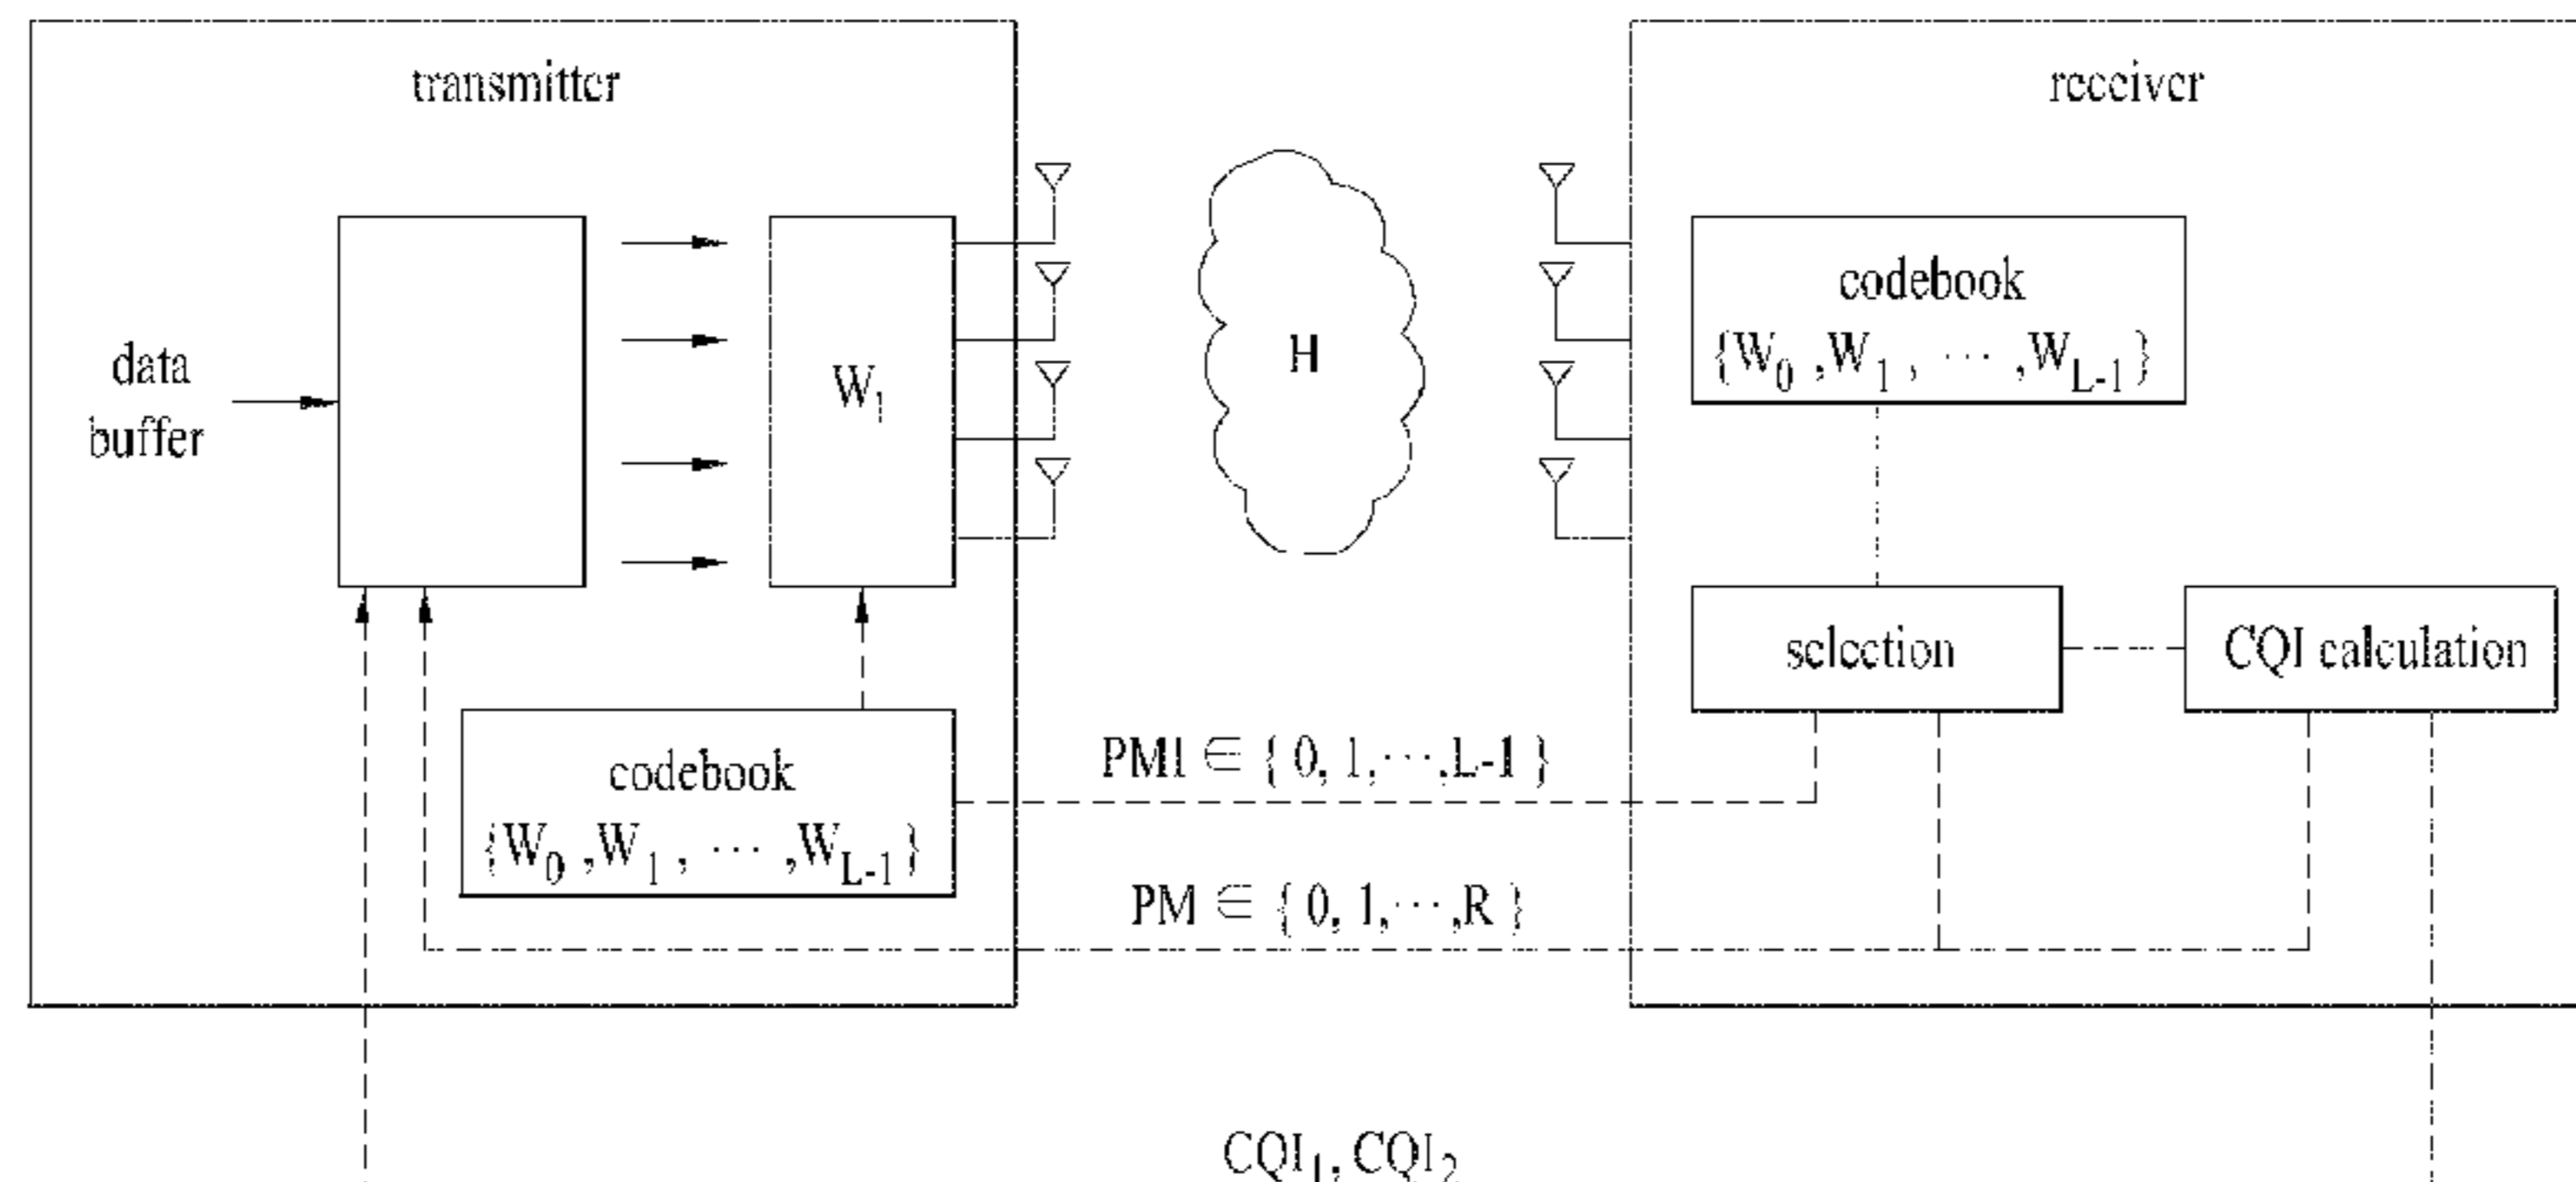 transmitter
receiver
data
buffer
W1
H
codebook
{W0 ,W1 , ··· ,WL-1 }
selection
CQI calculation
codebook
{W0 ,W1 , ··· ,WL-1 }
PMI ∈ { 0, 1,···,L-1 }
PM ∈ { 0, 1,···,R }
CQI1, CQI2